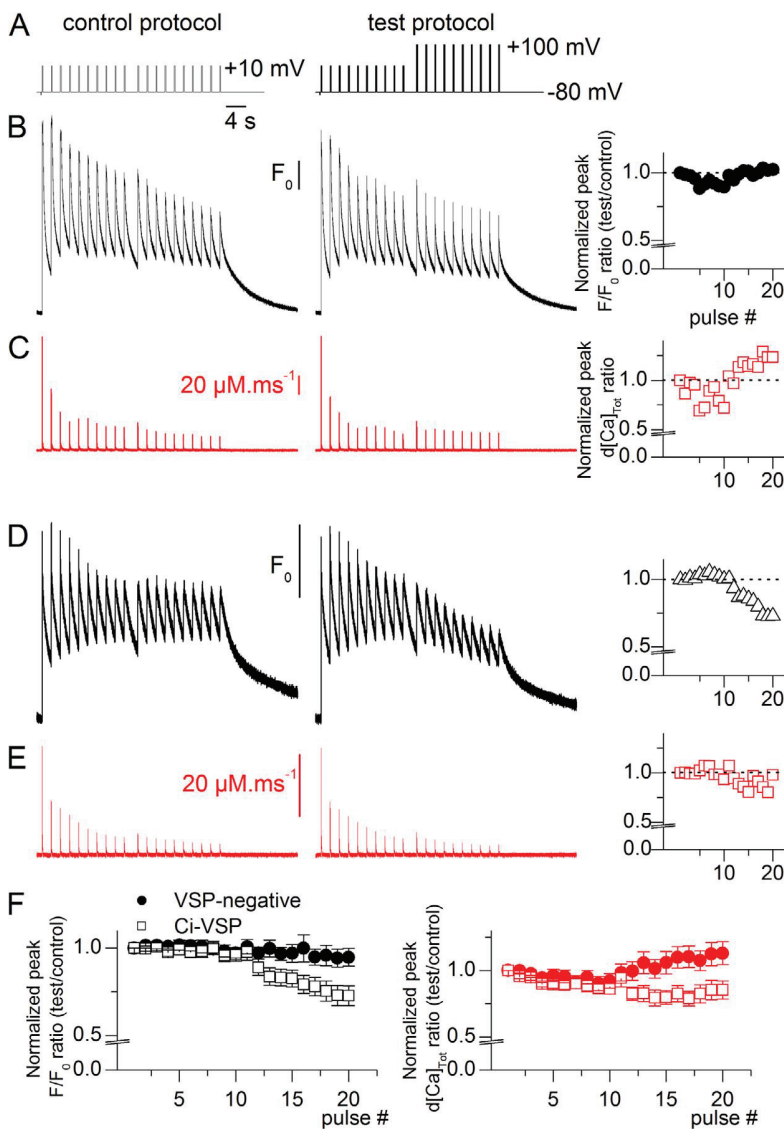 A control protocol test protocol
+10 mV +100 mV
-80 mV
4 s
B F₀
Normalized peak
F/F₀ ratio (test/control)
1.0
0.5
0.0
10 20
pulse #
C 20 µM.ms⁻¹
Normalized peak
d[Ca]Tot ratio
1.0
0.5
0.0
10 20
D F₀
1.0
0.5
0.0
10 20
E 20 µM.ms⁻¹
1.0
0.5
0.0
10 20
F
VSP-negative
Ci-VSP
Normalized peak
F/F₀ ratio (test/control)
1.0
0.5
0.0
5 10 15 20
pulse #
Normalized peak
d[Ca]Tot ratio (test/control)
1.0
0.5
0.0
5 10 15 20
pulse #